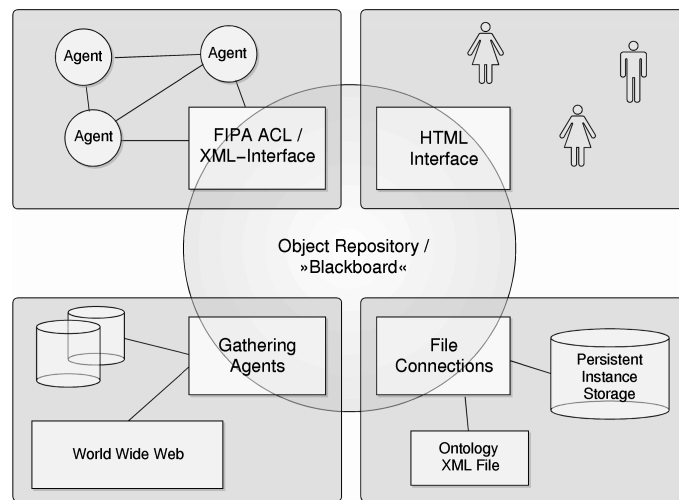 Agent
Agent
Agent
FIPA ACL /
XML–Interface
HTML
Interface
Object Repository /
»Blackboard«
Gathering
Agents
World Wide Web
File
Connections
Persistent
Instance
Storage
Ontology
XML File